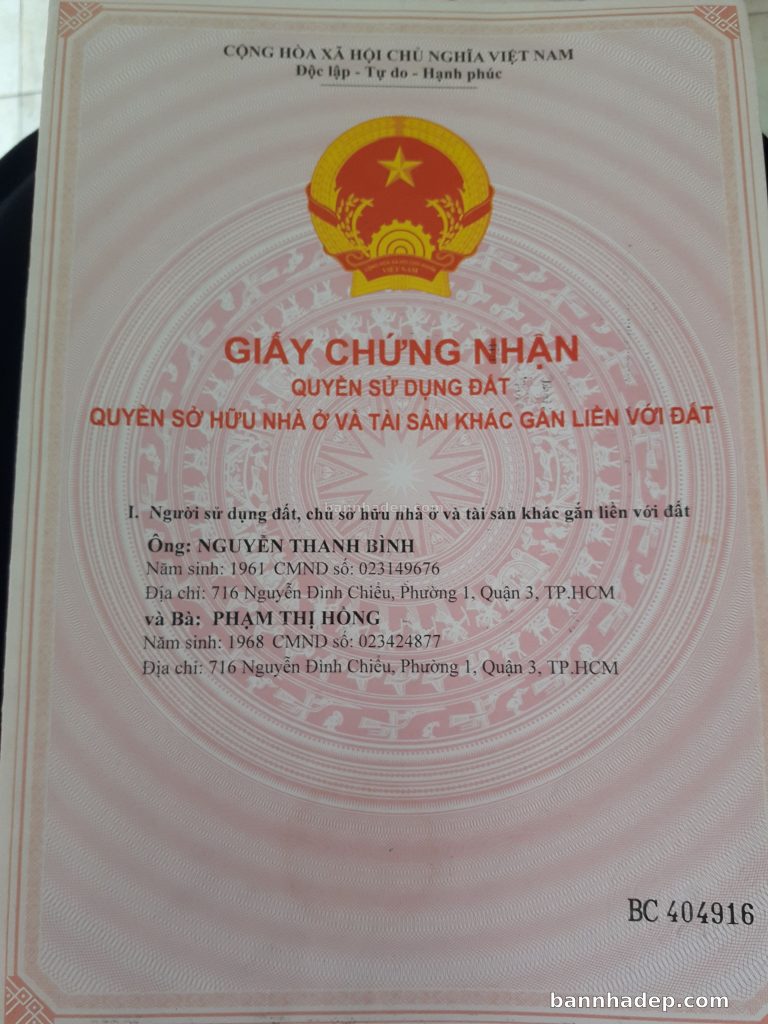 CỘNG HÒA XÃ HỘI CHỦ NGHĨA VIỆT NAM
Độc lập - Tự do - Hạnh phúc
VIỆT NAM
GIẤY CHỨNG NHẬN
QUYỀN SỬ DỤNG ĐẤT
QUYỀN SỞ HỮU NHÀ Ở VÀ TÀI SẢN KHÁC GẮN LIỀN VỚI ĐẤT
bannhadep.com
I. Người sử dụng đất, chủ sở hữu nhà ở và tài sản khác gắn liền với đất
Ông: NGUYỄN THANH BÌNH
Năm sinh: 1961 CMND số: 023149676
Địa chỉ: 716 Nguyễn Đình Chiểu, Phường 1, Quận 3, TP.HCM
và Bà: PHẠM THỊ HỒNG
Năm sinh: 1968 CMND số: 023424877
Địa chỉ: 716 Nguyễn Đình Chiểu, Phường 1, Quận 3, TP.HCM
BC 404916
bannhadep.com